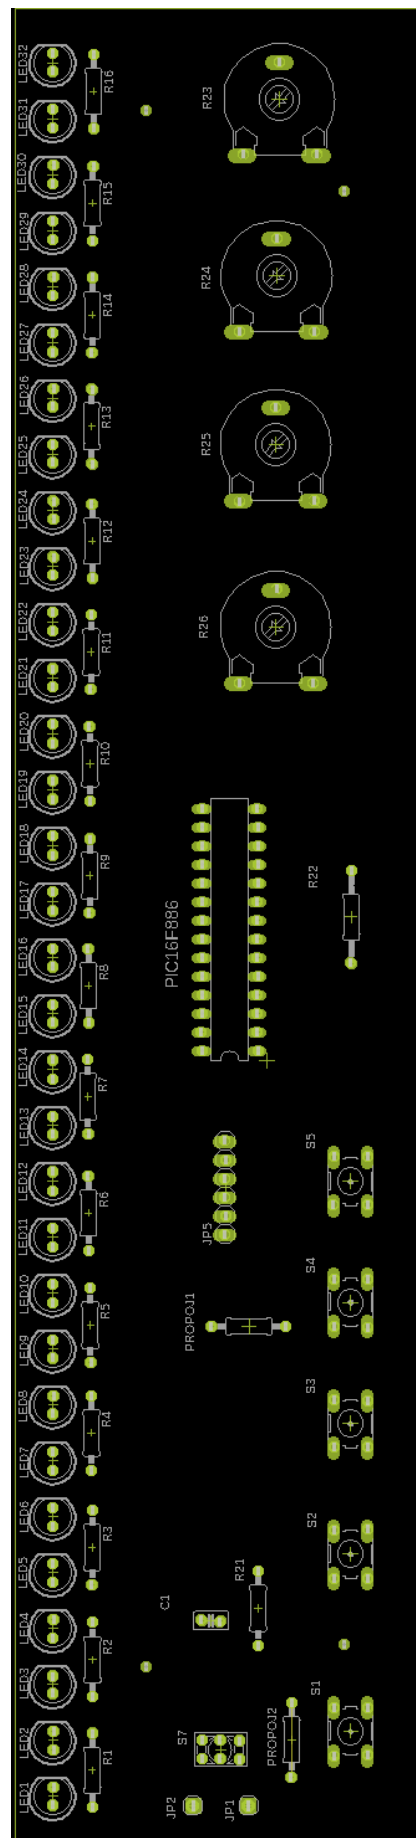 LED32
R16
R23
LED31
LED30
R15
LED29
LED28
R24
R14
LED27
LED26
R13
R25
LED25
LED24
R12
LED23
LED22
R26
R11
LED21
LED20
R10
LED19
LED18
R9
R22
LED17
PIC16F886
LED16
R8
LED15
LED14
R7
LED13
S5
LED12
R6
JP5
LED11
S4
LED10
PROPOJ1
R5
LED9
S3
LED8
R4
LED7
S2
LED6
R3
LED5
R21
C1
LED4
R2
LED3
S1
LED2
S7
PROPOJ2
R1
LED1
JP2
JP1